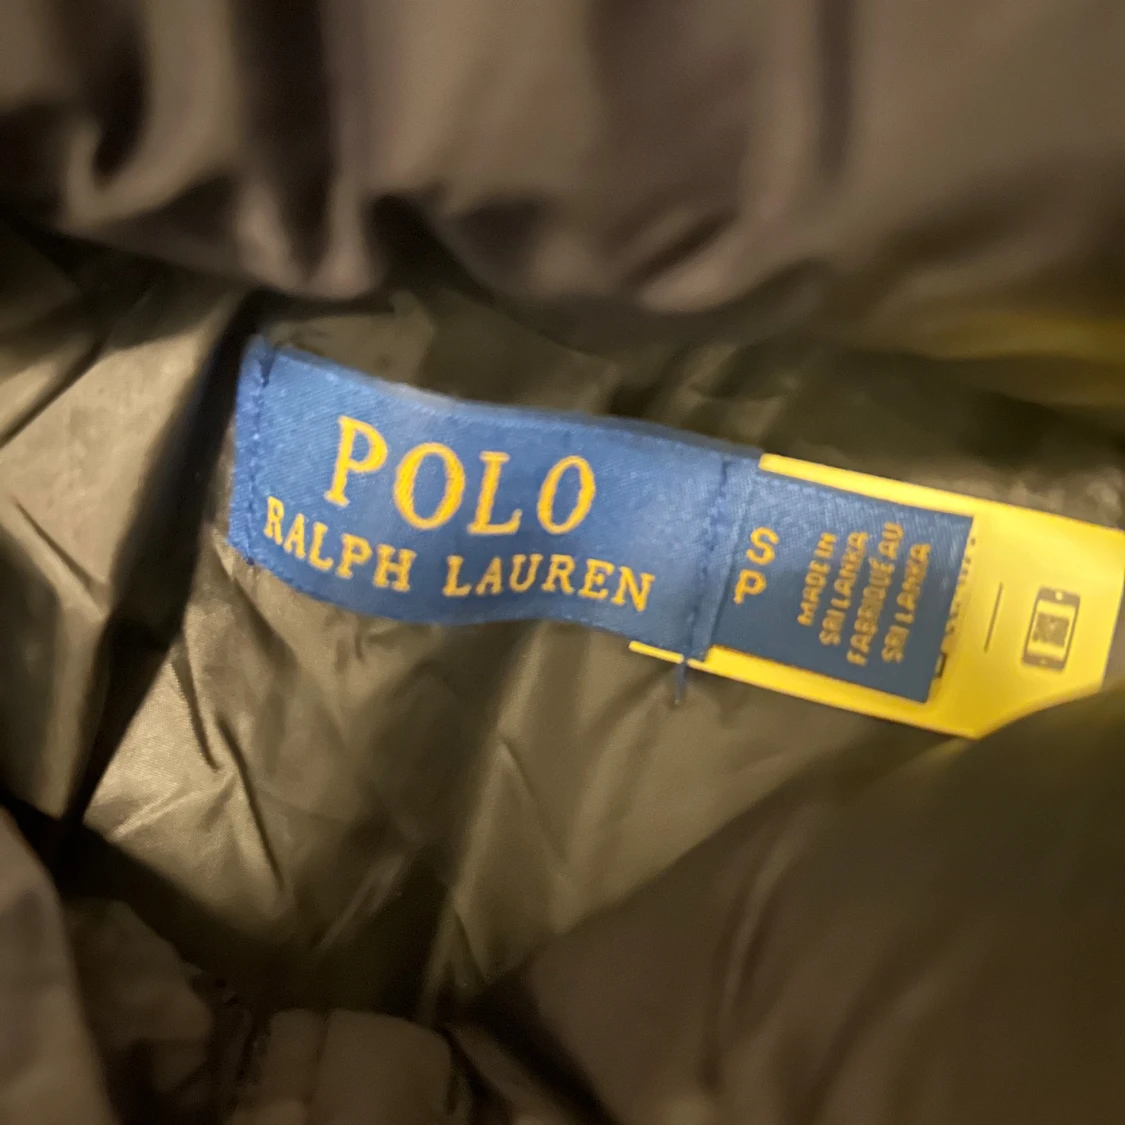 POLO
RALPH LAUREN
S
P
MADE IN
SRI LANKA
FABRIQUÉ AU
SRI LANKA